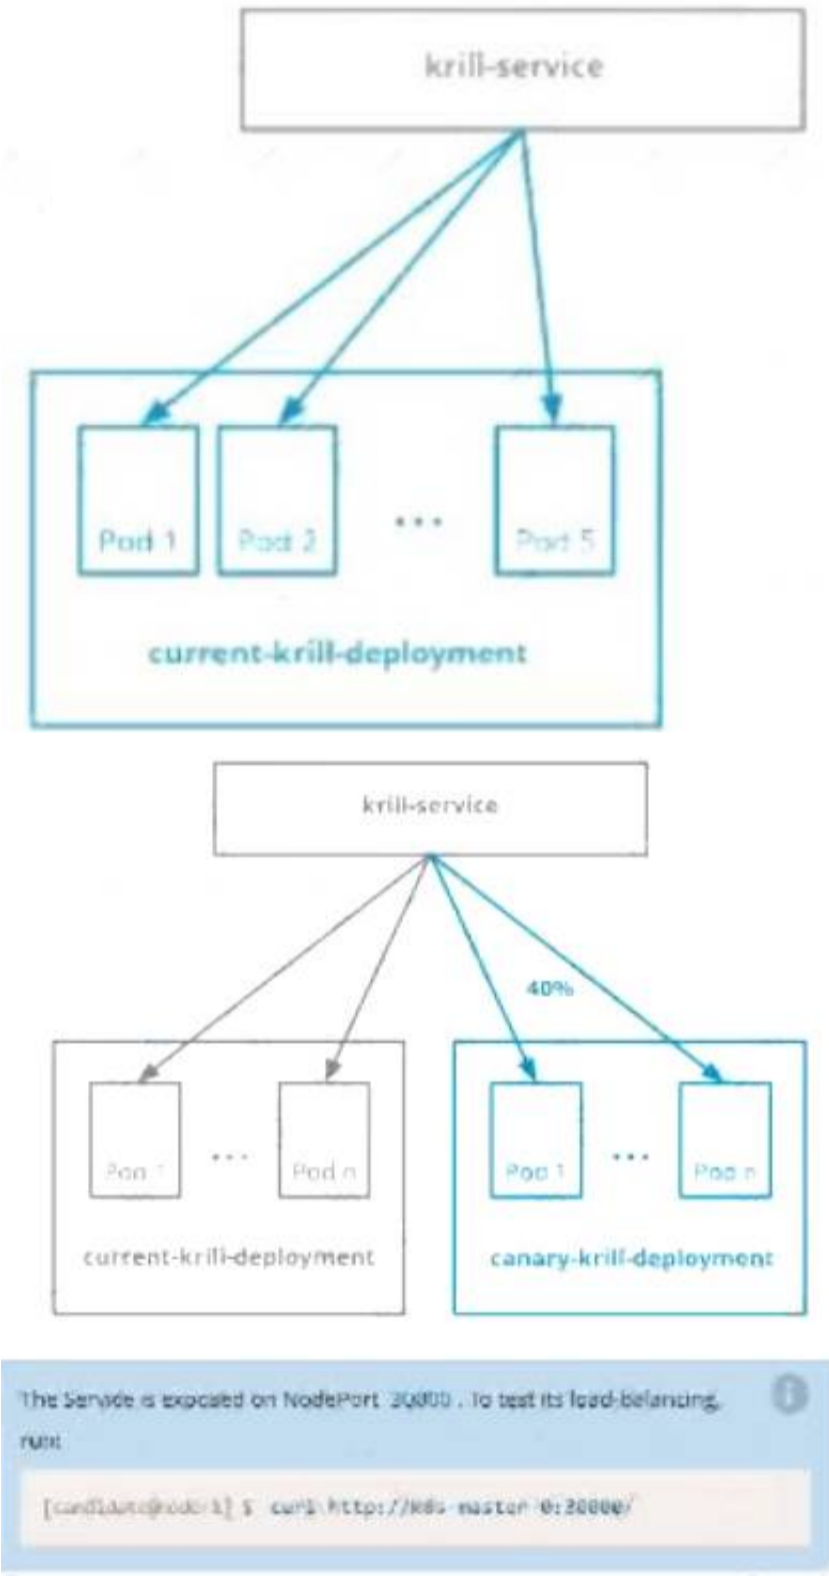 krill-service
Pod 1
Pod 2
...
Pod 5
current-krill-deployment
krill-service
40%
Pod 1
...
Pod n
Pod 1
...
Pod n
current-krill-deployment
canary-krill-deployment
The Service is exposed on NodePort 30000 . To test its load-balancing,
run:
[candidate@node-1] $ curl http://k8s-master-0:30000/